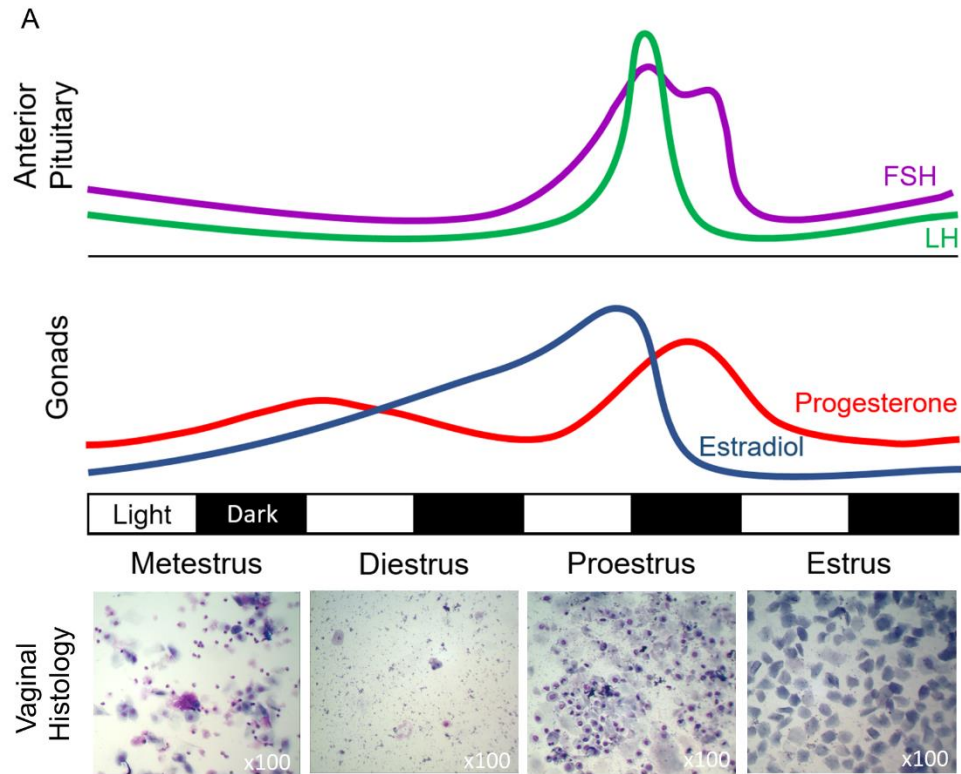 A
Anterior
Pituitary
FSH
LH
Gonads
Progesterone
Estradiol
Light Dark
Metestrus Diestrus Proestrus Estrus
Vaginal
Histology
x100 x100 x100 x100